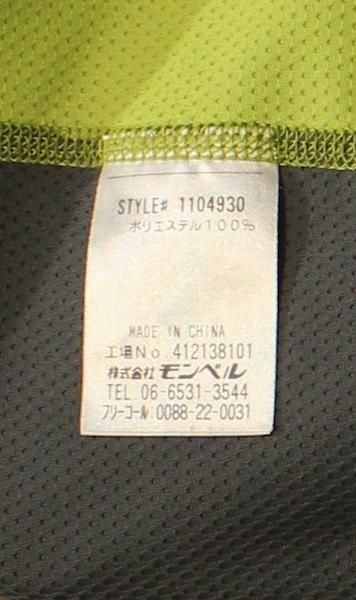 STYLE# 1104930
ポリエステル100%
MADE IN CHINA
工場No. 412138101
株式会社 モンベル
TEL 06-6531-3544
フリーコール:0088-22-0031